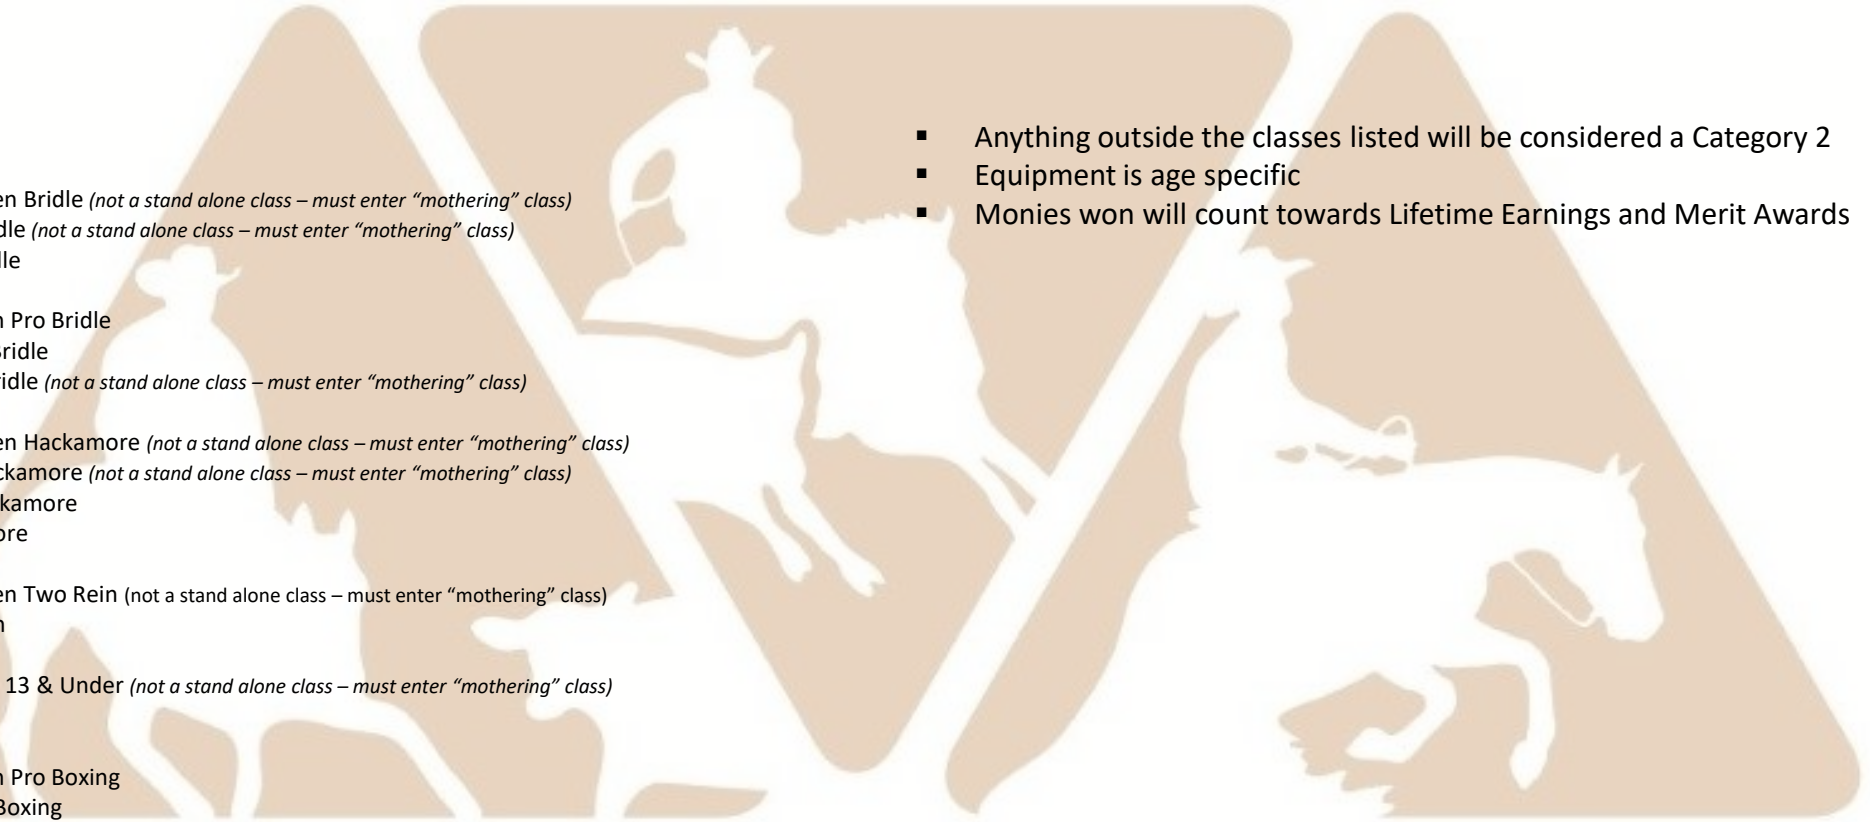 en Bridle (not a stand alone class – must enter “mothering” class)
dle (not a stand alone class – must enter “mothering” class)
lle
n Pro Bridle
Bridle
idle (not a stand alone class – must enter “mothering” class)
en Hackamore (not a stand alone class – must enter “mothering” class)
ckamore (not a stand alone class – must enter “mothering” class)
kamore
ore
en Two Rein (not a stand alone class – must enter “mothering” class)
n
13 & Under (not a stand alone class – must enter “mothering” class)
n Pro Boxing
Boxing
▪ Anything outside the classes listed will be considered a Category 2
▪ Equipment is age specific
▪ Monies won will count towards Lifetime Earnings and Merit Awards